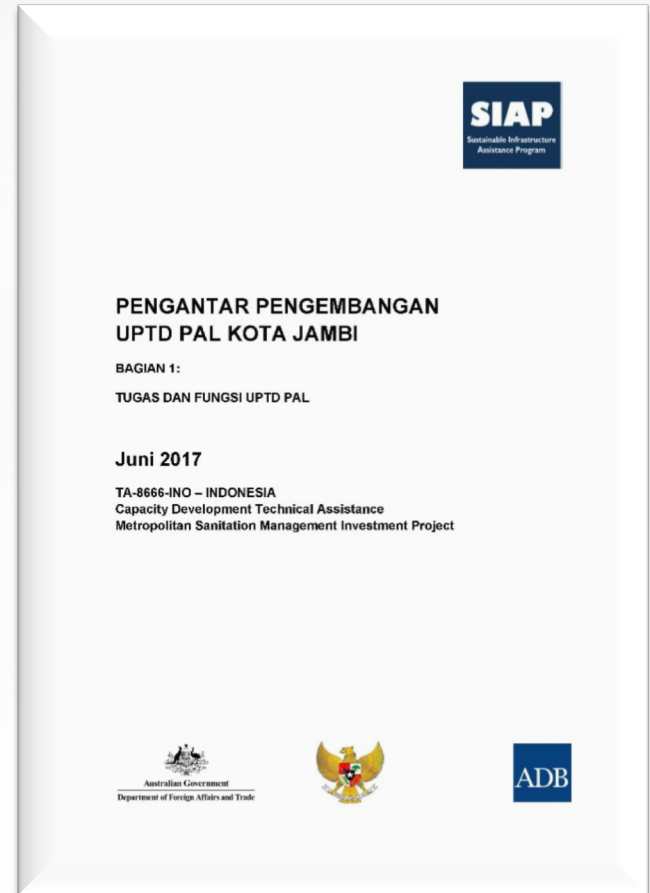 SIAP
Sustainable Infrastructure
Assistance Program
PENGANTAR PENGEMBANGAN
UPTD PAL KOTA JAMBI
BAGIAN 1:
TUGAS DAN FUNGSI UPTD PAL
Juni 2017
TA-8666-INO – INDONESIA
Capacity Development Technical Assistance
Metropolitan Sanitation Management Investment Project
Australian Government
Department of Foreign Affairs and Trade
ADB